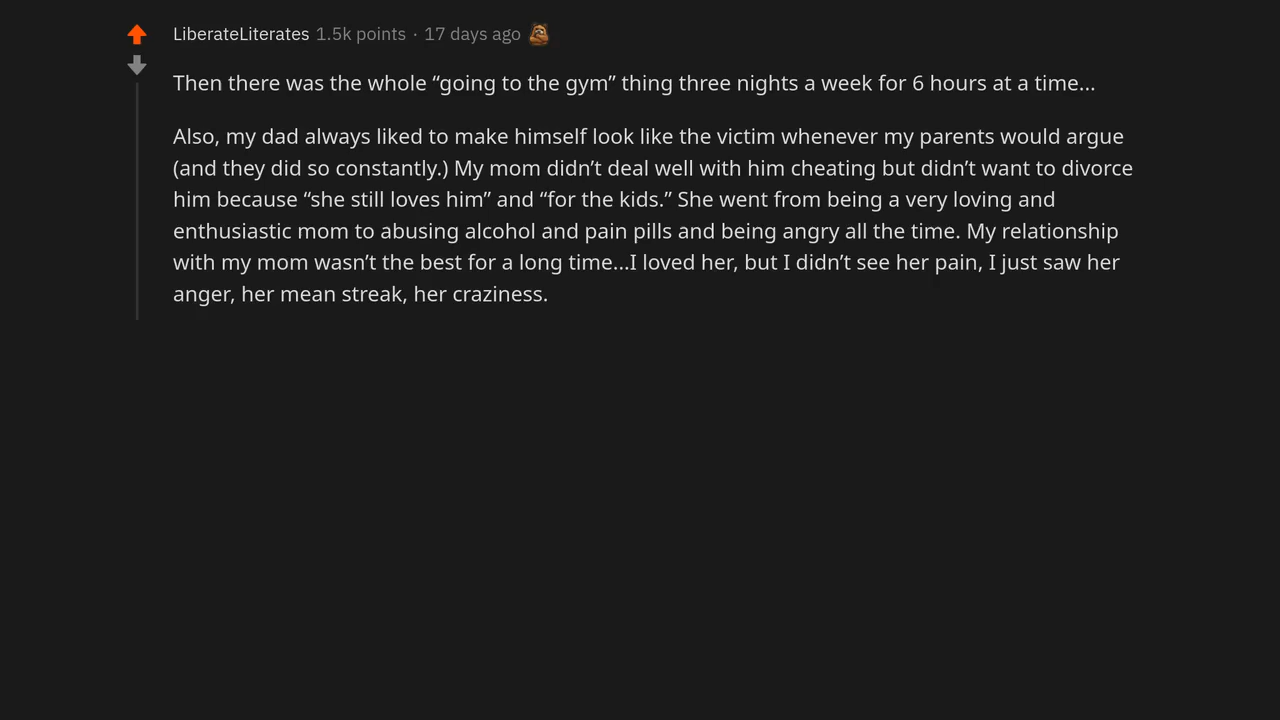 LiberateLiterates 1.5k points · 17 days ago
Then there was the whole “going to the gym” thing three nights a week for 6 hours at a time...
Also, my dad always liked to make himself look like the victim whenever my parents would argue
(and they did so constantly.) My mom didn’t deal well with him cheating but didn’t want to divorce
him because “she still loves him” and “for the kids.” She went from being a very loving and
enthusiastic mom to abusing alcohol and pain pills and being angry all the time. My relationship
with my mom wasn’t the best for a long time...I loved her, but I didn’t see her pain, I just saw her
anger, her mean streak, her craziness.